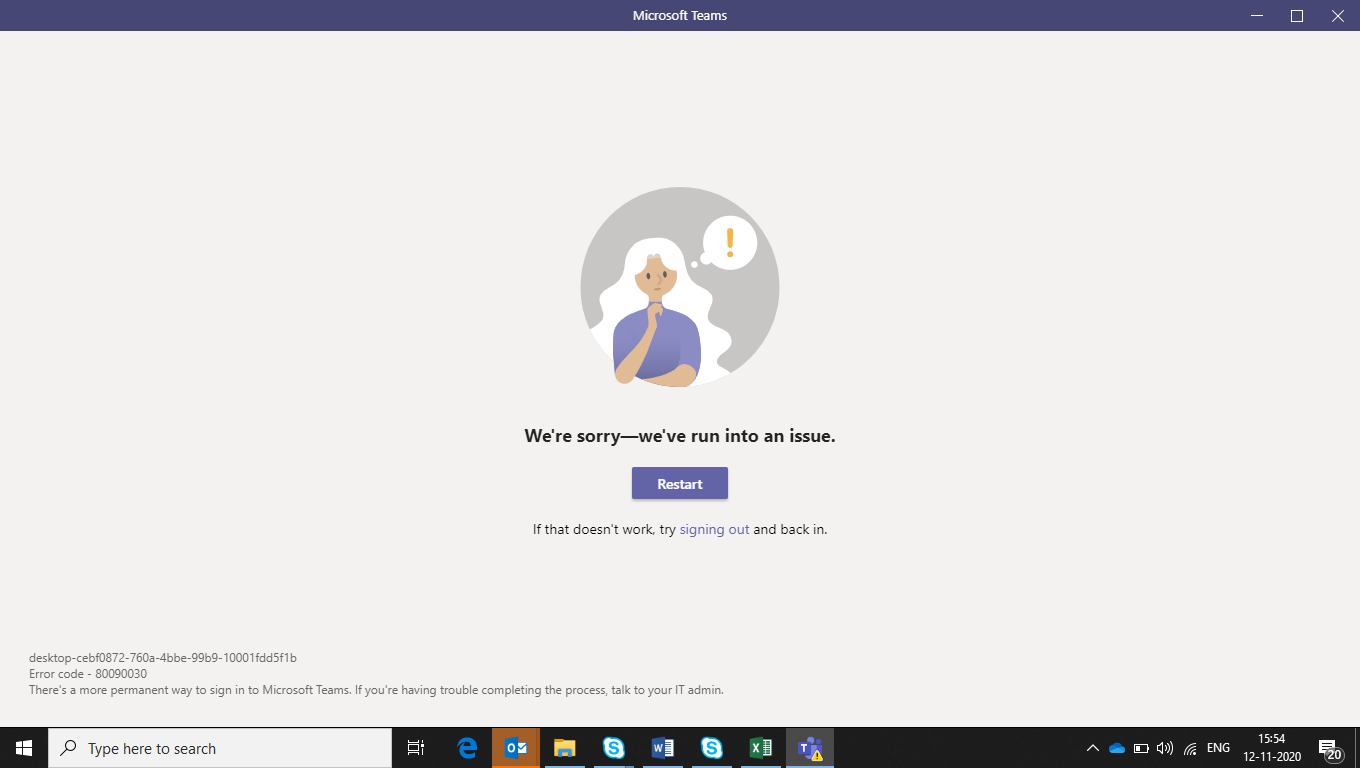 Microsoft Teams
!
We're sorry—we've run into an issue.
Restart
If that doesn't work, try signing out and back in.
desktop-cebf0872-760a-4bbe-99b9-10001fdd5f1b
Error code - 80090030
There's a more permanent way to sign in to Microsoft Teams. If you're having trouble completing the process, talk to your IT admin.
Type here to search
ENG
15:54
12-11-2020
20